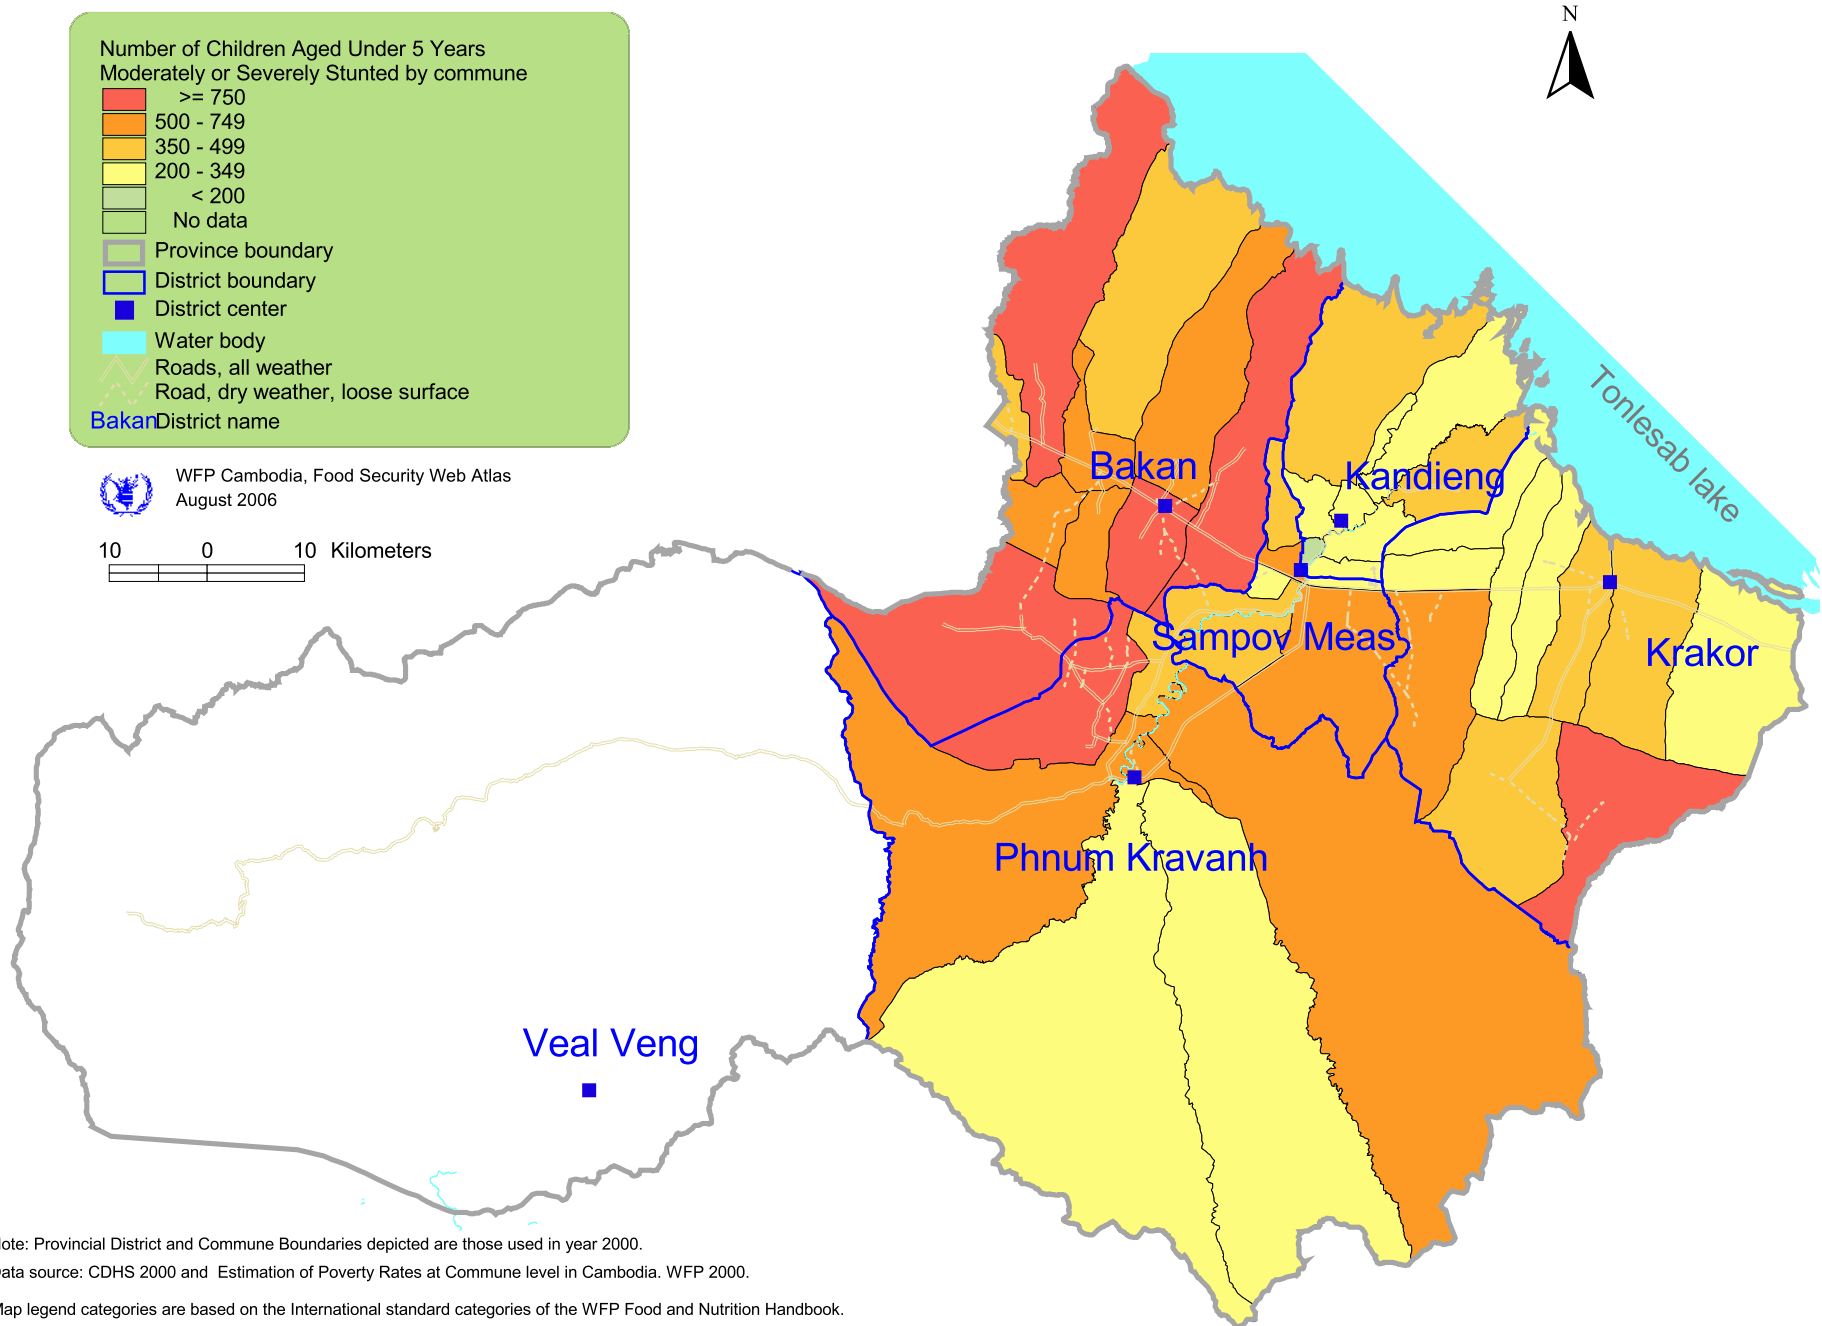 Number of Children Aged Under 5 Years
Moderately or Severely Stunted by commune
>= 750
500 - 749
350 - 499
200 - 349
< 200
No data
Province boundary
District boundary
District center
Water body
Roads, all weather
Road, dry weather, loose surface
Bakan District name
WFP Cambodia, Food Security Web Atlas
August 2006
10 0 10 Kilometers
N
Tonlesab lake
Bakan
Kandieng
Sampov Meas
Krakor
Phnum Kravanh
Veal Veng
ote: Provincial District and Commune Boundaries depicted are those used in year 2000.
ata source: CDHS 2000 and Estimation of Poverty Rates at Commune level in Cambodia. WFP 2000.
ap legend categories are based on the International standard categories of the WFP Food and Nutrition Handbook.